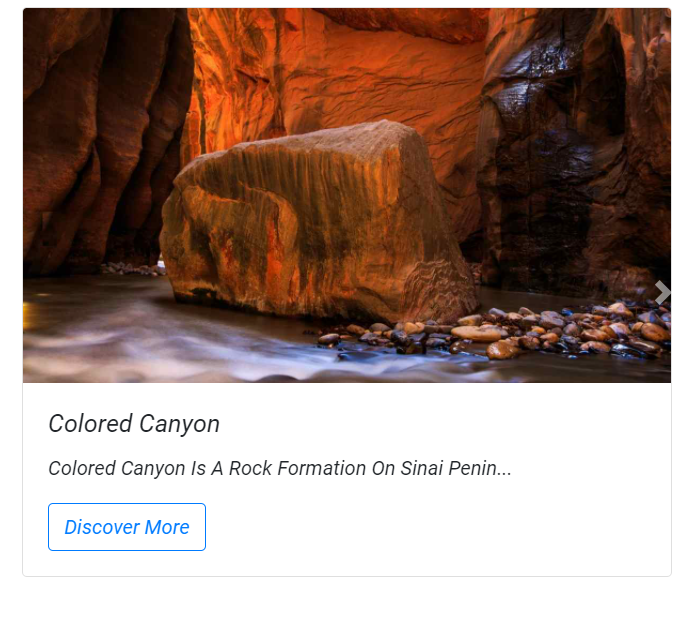 Colored Canyon
Colored Canyon Is A Rock Formation On Sinai Penin...
Discover More